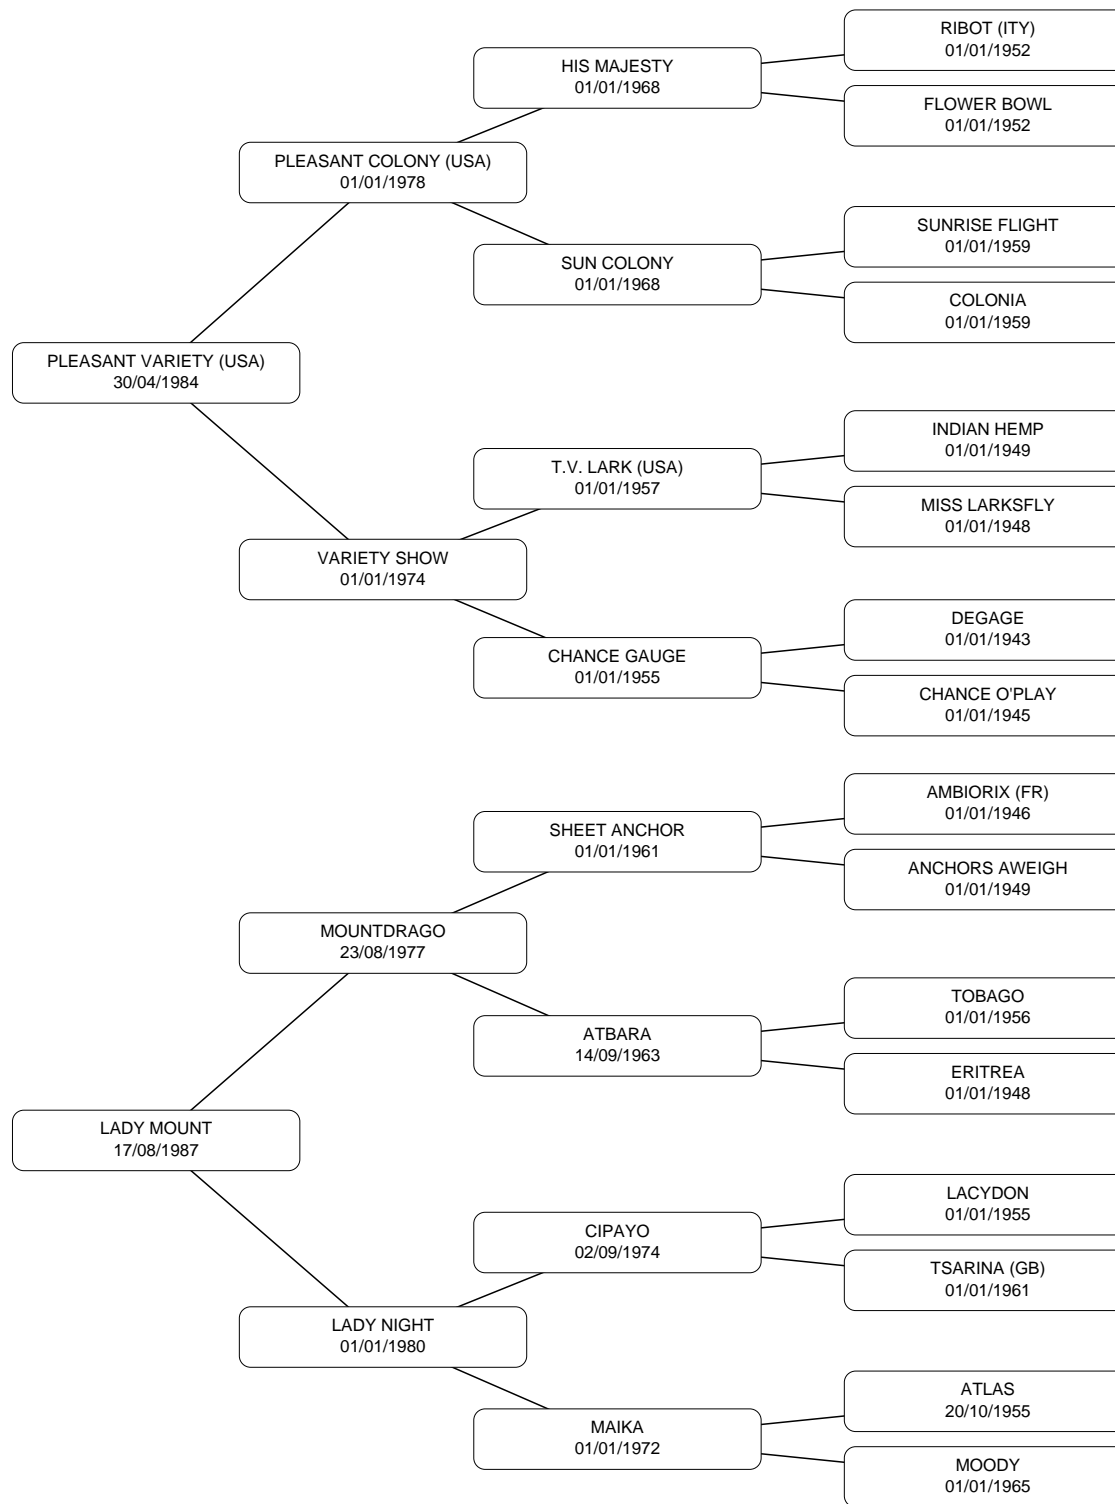 RIBOT (ITY)
01/01/1952
HIS MAJESTY
01/01/1968
FLOWER BOWL
01/01/1952
PLEASANT COLONY (USA)
01/01/1978
SUNRISE FLIGHT
01/01/1959
SUN COLONY
01/01/1968
COLONIA
01/01/1959
PLEASANT VARIETY (USA)
30/04/1984
INDIAN HEMP
01/01/1949
T.V. LARK (USA)
01/01/1957
MISS LARKSFLY
01/01/1948
VARIETY SHOW
01/01/1974
DEGAGE
01/01/1943
CHANCE GAUGE
01/01/1955
CHANCE O'PLAY
01/01/1945
AMBIORIX (FR)
01/01/1946
SHEET ANCHOR
01/01/1961
ANCHORS AWEIGH
01/01/1949
MOUNTDRAGO
23/08/1977
TOBAGO
01/01/1956
ATBARA
14/09/1963
ERITREA
01/01/1948
LADY MOUNT
17/08/1987
LACYDON
01/01/1955
CIPAYO
02/09/1974
TSARINA (GB)
01/01/1961
LADY NIGHT
01/01/1980
ATLAS
20/10/1955
MAIKA
01/01/1972
MOODY
01/01/1965